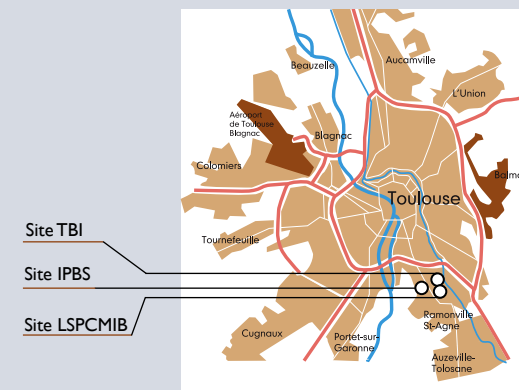 Beauzelle
Aucamville
L'Union
Aéroport
de Toulouse
Blagnac
Blagnac
Colomiers
Toulouse
Tournefeuille
Site TBI
Site IPBS
Site LSPCMIB
Ramonville
St-Agne
Cugnaux
Portet-sur-
Garonne
Auzeville-
Tolosane